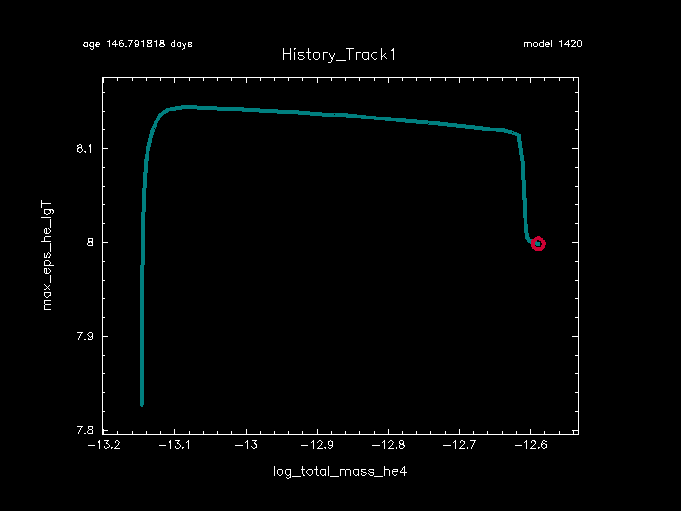 age 146.791818 days
model 1420
History_Track1
8.1
8
7.9
7.8
max_eps_he_lgT
−13.2 −13.1 −13 −12.9 −12.8 −12.7 −12.6
log_total_mass_he4